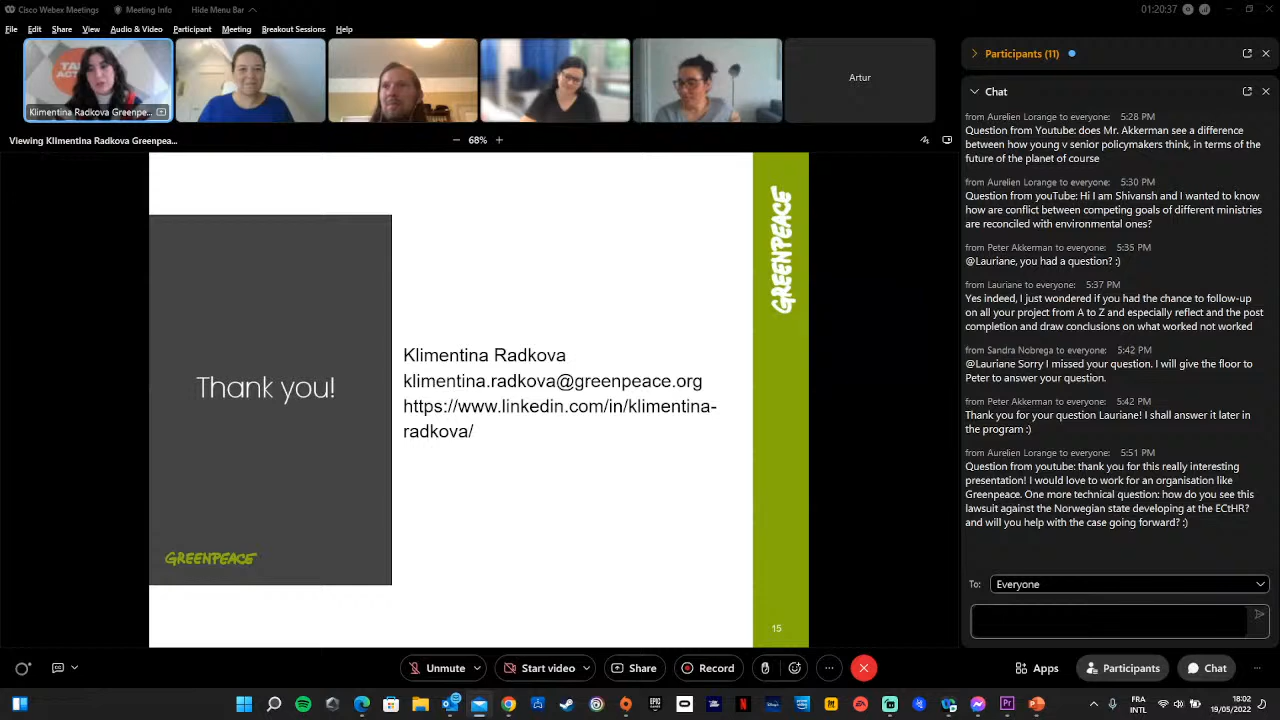 Cisco Webex Meetings
Meeting Info
Hide Menu Bar
01:20:37
File Edit Share View Audio & Video Participant Meeting Breakout Sessions Help
Klimentina Radkova Greenpe...
Artur
Viewing Klimentina Radkova Greenpea...
68%
Thank you!
GREENPEACE
Klimentina Radkova
klimentina.radkova@greenpeace.org
https://www.linkedin.com/in/klimentina-
radkova/
GREENPEACE
15
Participants (11)
Chat
from Aurelien Lorange to everyone: 5:28 PM
Question from Youtube: does Mr. Akkerman see a difference
between how young v senior policymakers think, in terms of the
future of the planet of course
from Aurelien Lorange to everyone: 5:30 PM
Question from youTube: Hi I am Shivansh and I wanted to know
how are conflict between competing goals of different ministries
are reconciled environmental ones?
from Peter Akkerman to everyone: 5:35 PM
@Lauriane, you had a question? :)
from Lauriane to everyone: 5:37 PM
Yes indeed, I just wondered if you had the chance to follow-up
on all your project from A to Z and especially reflect and the post
completion and draw conclusions on what worked and not worked
from Sandra Nobrega to everyone: 5:42 PM
@Lauriane Sorry I missed your question. I will give the floor to
Peter to answer your question.
from Peter Akkerman to everyone: 5:42 PM
Thank you for your question Lauriane! I shall answer it later in
the program :)
from Aurelien Lorange to everyone: 5:51 PM
Question from youtube: thank you for this really interesting
presentation! I would love to work for an organisation like
Greenpeace. One more technical question: how do you see this
lawsuit against the Norwegian state developing at the ECtHR?
and will you help with the case going forward? ;)
To: Everyone
Unmute
Start video
Share
Record
Apps
Participants
Chat
FRA
INTL
18:02
19/05/2022